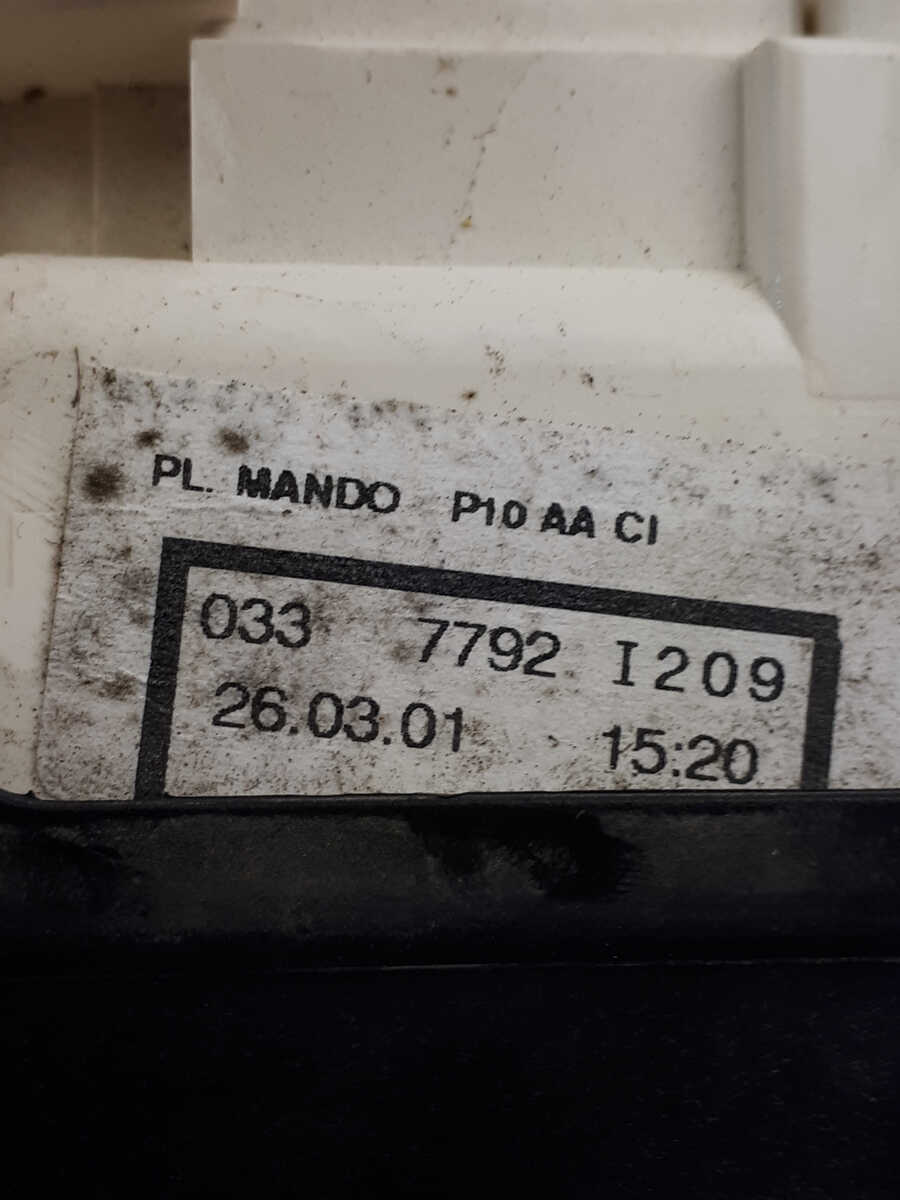 PL. MANDO P10 AA CI
033 7792 I209
26.03.01 15:20